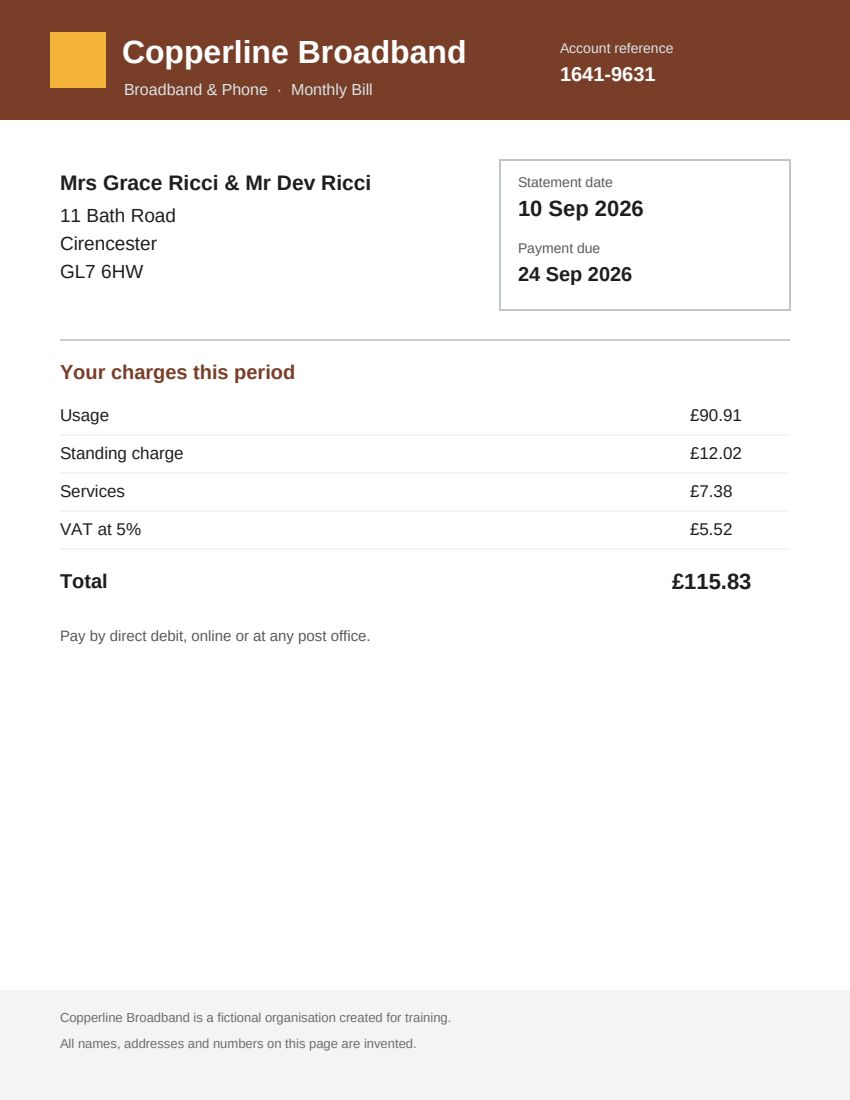 Copperline Broadband
Broadband & Phone · Monthly Bill
Account reference
1641-9631
Mrs Grace Ricci & Mr Dev Ricci
11 Bath Road
Cirencester
GL7 6HW
Statement date
10 Sep 2026
Payment due
24 Sep 2026
Your charges this period
Usage £90.91
Standing charge £12.02
Services £7.38
VAT at 5% £5.52
Total £115.83
Pay by direct debit, online or at any post office.
Copperline Broadband is a fictional organisation created for training.
All names, addresses and numbers on this page are invented.